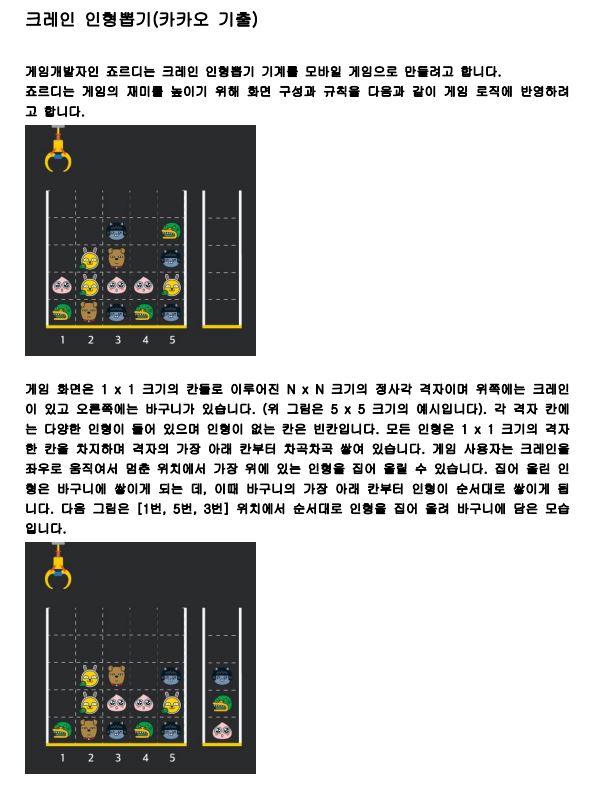 크레인 인형뽑기(카카오 기출)
게임개발자인 죠르디는 크레인 인형뽑기 기계를 모바일 게임으로 만들려고 합니다.
죠르디는 게임의 재미를 높이기 위해 화면 구성과 규칙을 다음과 같이 게임 로직에 반영하려
고 합니다.
1 2 3 4 5
게임 화면은 1 x 1 크기의 칸들로 이루어진 N x N 크기의 정사각 격자이며 위쪽에는 크레인
이 있고 오른쪽에는 바구니가 있습니다. (위 그림은 5 x 5 크기의 예시입니다). 각 격자 칸에
는 다양한 인형이 들어 있으며 인형이 없는 칸은 빈칸입니다. 모든 인형은 1 x 1 크기의 격자
한 칸을 차지하며 격자의 가장 아래 칸부터 차곡차곡 쌓여 있습니다. 게임 사용자는 크레인을
좌우로 움직여서 멈춘 위치에서 가장 위에 있는 인형을 집어 올릴 수 있습니다. 집어 올린 인
형은 바구니에 쌓이게 되는 데, 이때 바구니의 가장 아래 칸부터 인형이 순서대로 쌓이게 됩
니다. 다음 그림은 [1번, 5번, 3번] 위치에서 순서대로 인형을 집어 올려 바구니에 담은 모습
입니다.
1 2 3 4 5